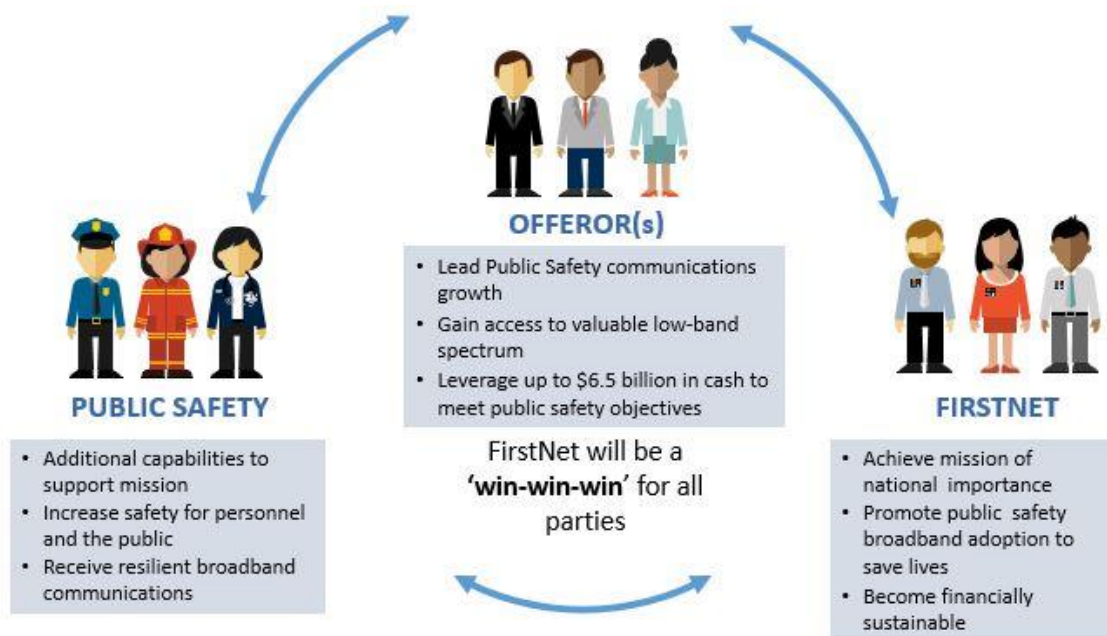 OFFEROR(s)
• Lead Public Safety communications
growth
• Gain access to valuable low-band
spectrum
• Leverage up to $6.5 billion in cash to
meet public safety objectives
PUBLIC SAFETY
• Additional capabilities to
support mission
• Increase safety for personnel
and the public
• Receive resilient broadband
communications
FirstNet will be a
‘win-win-win’ for all
parties
FIRSTNET
• Achieve mission of
national importance
• Promote public safety
broadband adoption to
save lives
• Become financially
sustainable